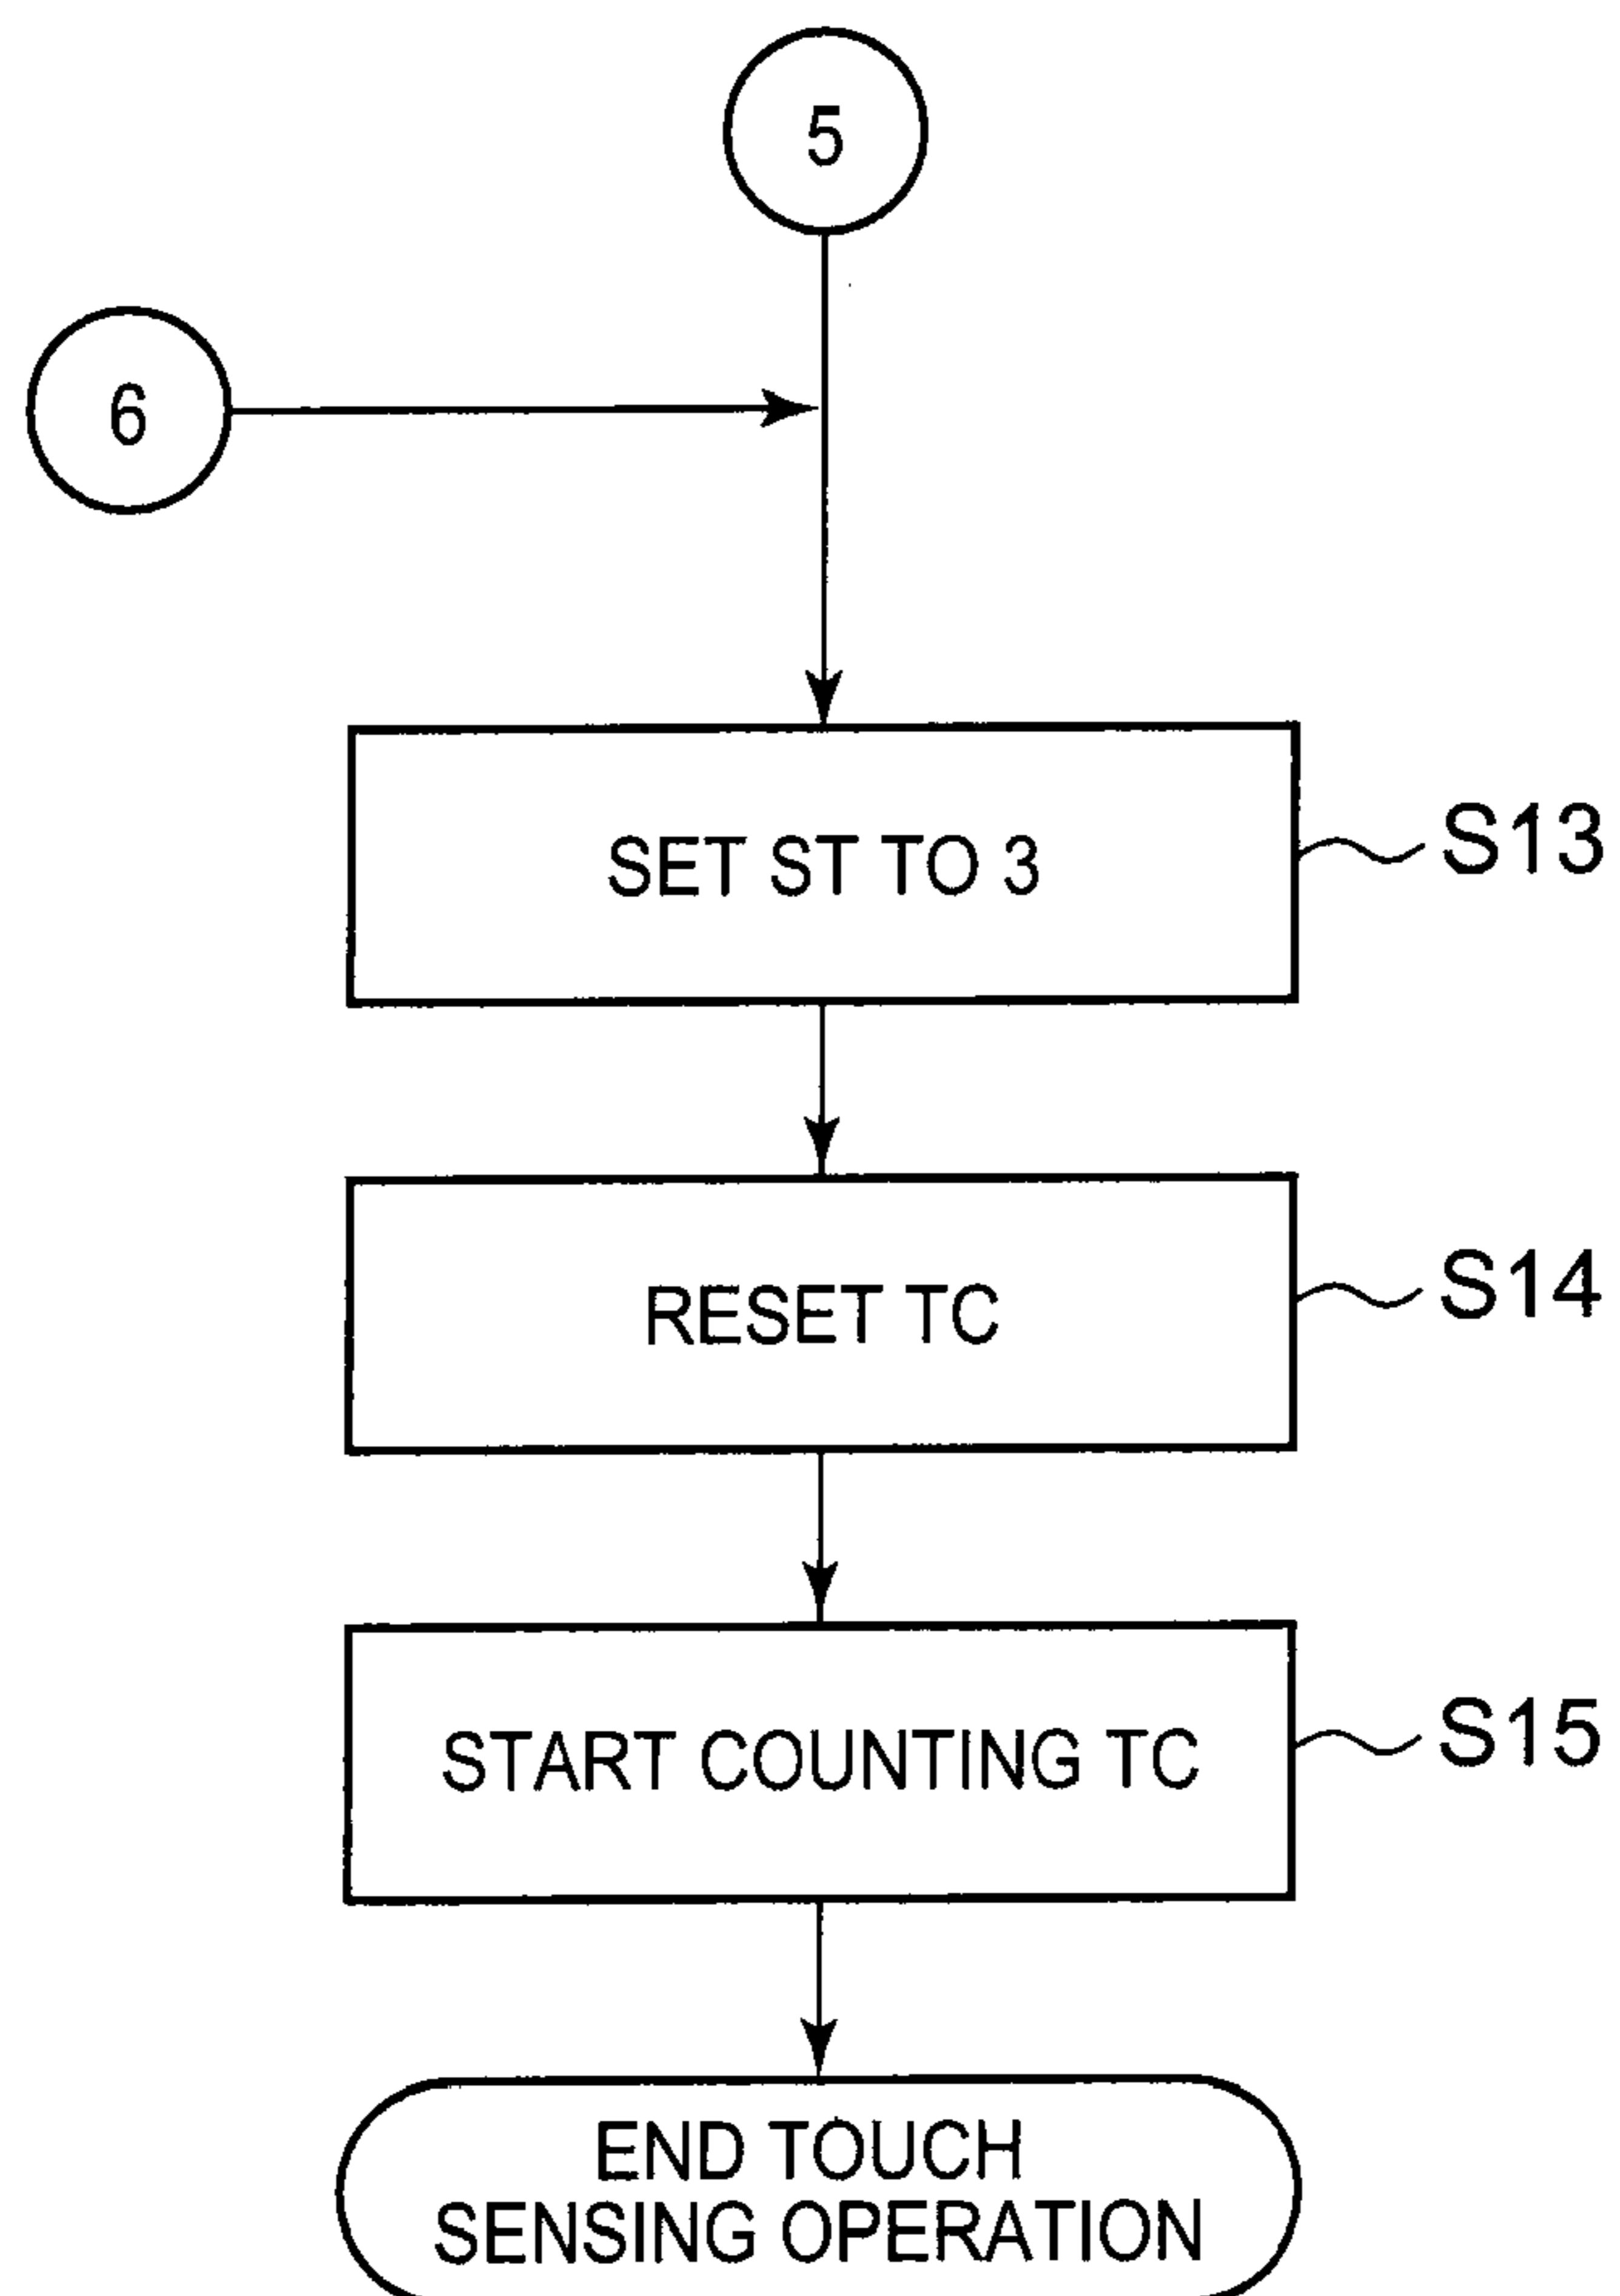 5
6
SET ST TO 3
S13
RESET TC
S14
START COUNTING TC
S15
END TOUCH
SENSING OPERATION